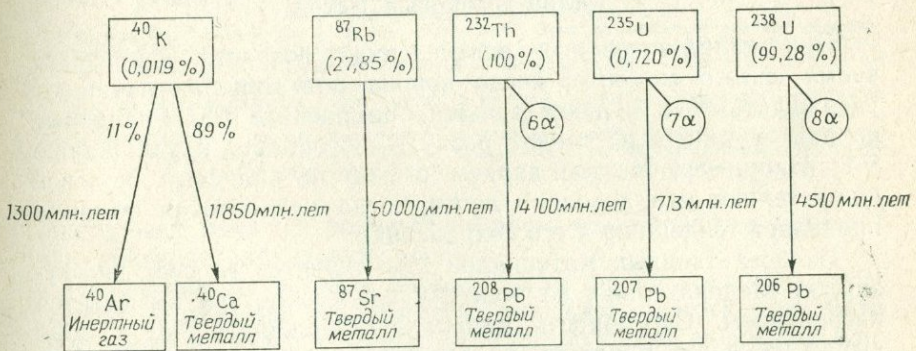 ⁴⁰K
(0,0119 %)
⁸⁷Rb
(27,85 %)
²³²Th
(100%)
²³⁵U
(0,720 %)
²³⁸U
(99,28 %)
11%
89%
6α
7α
8α
1300 млн. лет
11850 млн. лет
50000 млн. лет
14100 млн. лет
713 млн. лет
4510 млн. лет
⁴⁰Ar
Инертный
газ
⁴⁰Ca
Твердый
металл
⁸⁷Sr
Твердый
металл
²⁰⁸Pb
Твердый
металл
²⁰⁷Pb
Твердый
металл
²⁰⁶Pb
Твердый
металл